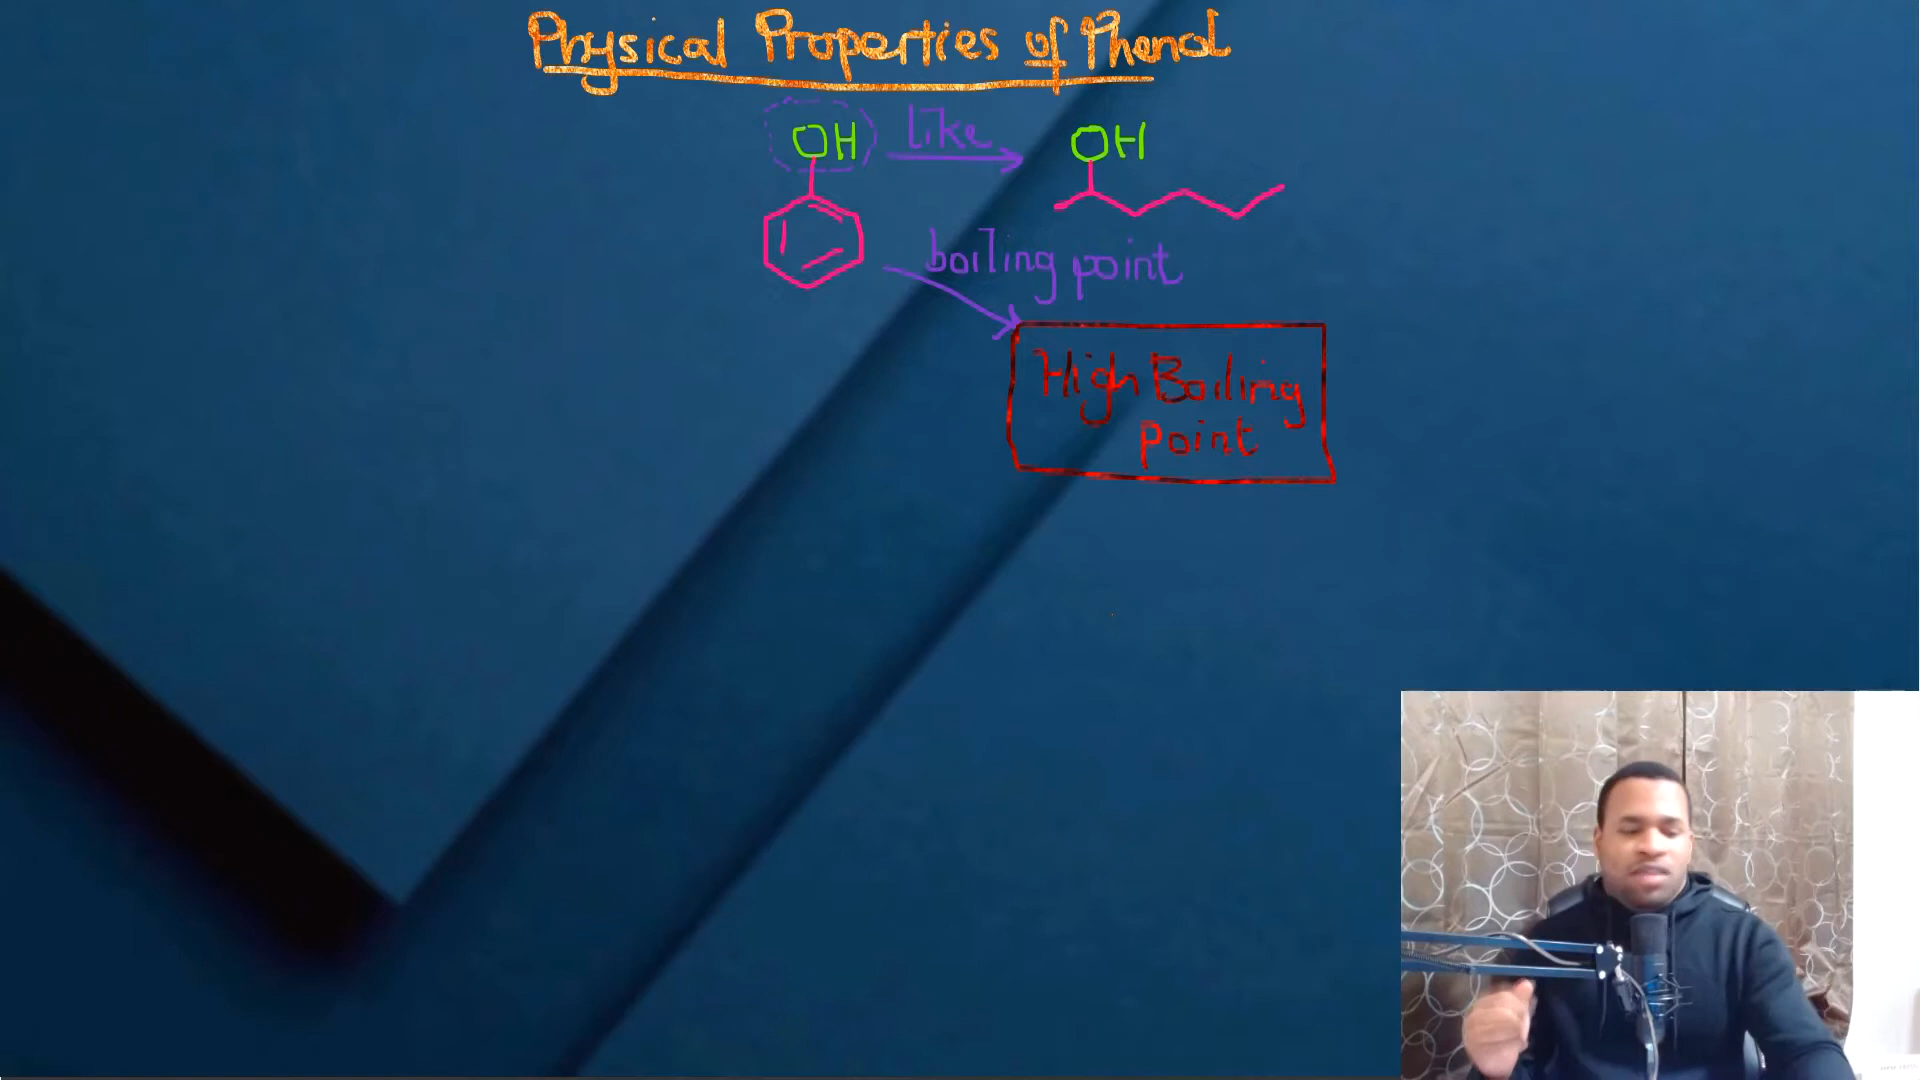 Physical Properties of Phenol
OH like OH
boiling point
High Boiling
point